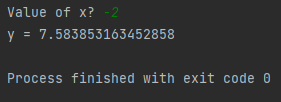 Value of x? -2
y = 7.583853163452858
Process finished with exit code 0